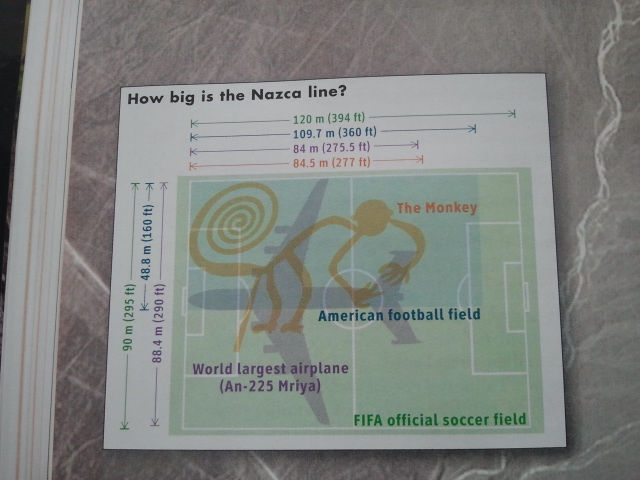 How big is the Nazca line?
120 m (394 ft)
109.7 m (360 ft)
84 m (275.5 ft)
84.5 m (277 ft)
90 m (295 ft)
48.8 m (160 ft)
88.4 m (290 ft)
The Monkey
American football field
World largest airplane
(An-225 Mriya)
FIFA official soccer field